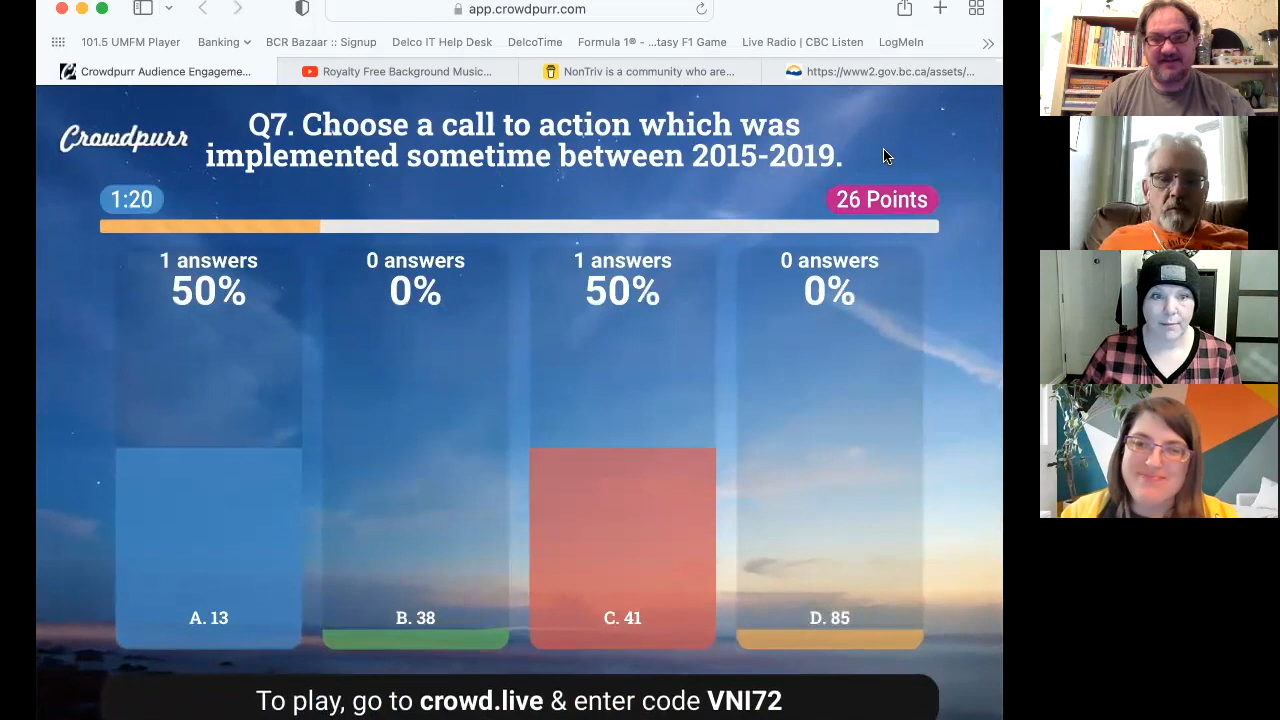 app.crowdpurr.com
101.5 UMFM Player Banking BCR Bazaar :: Signup Delco IT Help Desk DelcoTime Formula 1® - ...tasy F1 Game Live Radio | CBC Listen LogMeIn
Crowdpurr Audience Engageme... Royalty Free Background Music... NonTriv is a community who are... https://www2.gov.bc.ca/assets/...
Crowdpurr
Q7. Choose a call to action which was
implemented sometime between 2015-2019.
1:20 26 Points
1 answers 0 answers 1 answers 0 answers
50% 0% 50% 0%
A. 13 B. 38 C. 41 D. 85
To play, go to crowd.live & enter code VNI72